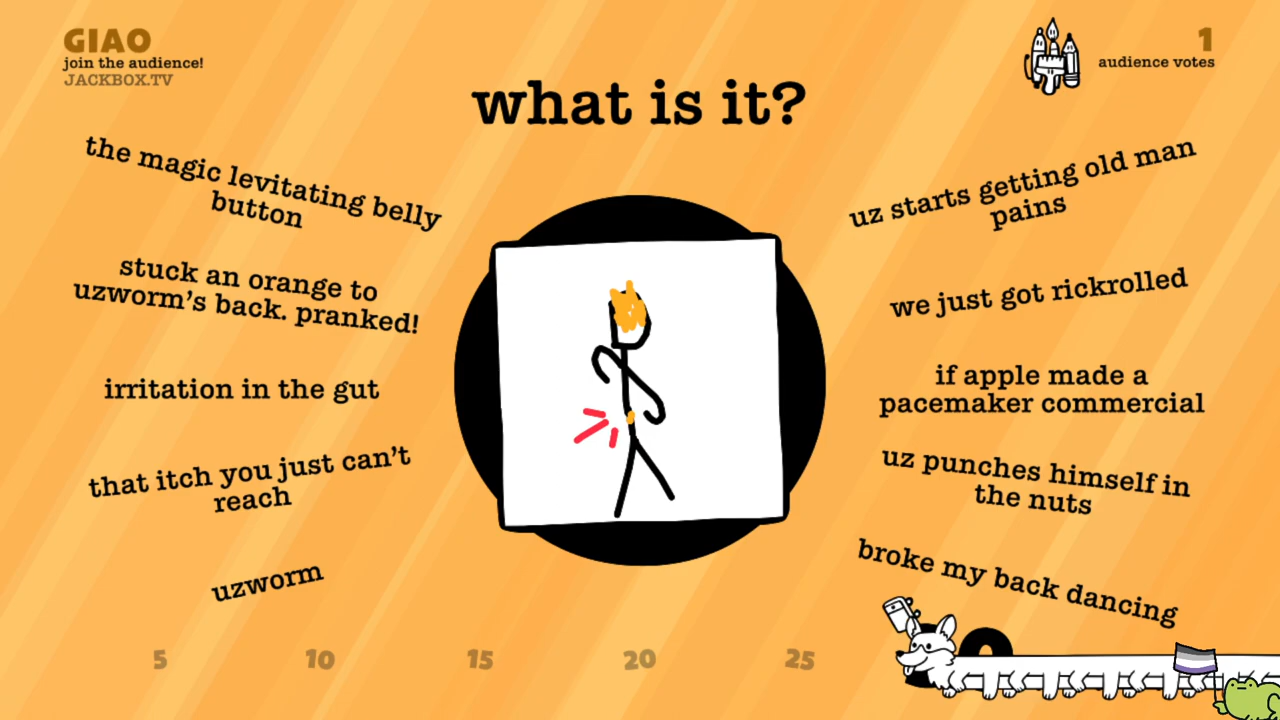 GIAO
join the audience!
JACKBOX.TV
1
audience votes
what is it?
the magic levitating belly
button
stuck an orange to
uzworm's back. pranked!
irritation in the gut
that itch you just can't
reach
uzworm
uz starts getting old man
pains
we just got rickrolled
if apple made a
pacemaker commercial
uz punches himself in
the nuts
broke my back dancing
5
10
15
20
25